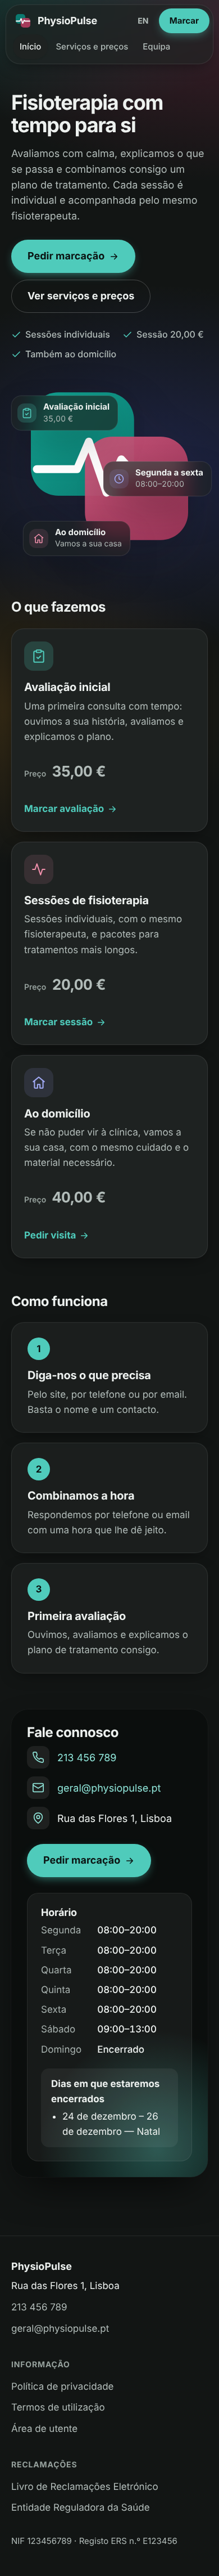 PhysioPulse
EN
Marcar
Início
Serviços e preços
Equipa
Fisioterapia com
tempo para si
Avaliamos com calma, explicamos o que
se passa e combinamos consigo um
plano de tratamento. Cada sessão é
individual e acompanhada pelo mesmo
fisioterapeuta.
Pedir marcação →
Ver serviços e preços
Sessões individuais
Sessão 20,00 €
Também ao domicílio
Avaliação inicial
35,00 €
Segunda a sexta
08:00–20:00
Ao domicílio
Vamos a sua casa
O que fazemos
Avaliação inicial
Uma primeira consulta com tempo:
ouvimos a sua história, avaliamos e
explicamos o plano.
Preço 35,00 €
Marcar avaliação →
Sessões de fisioterapia
Sessões individuais, com o mesmo
fisioterapeuta, e pacotes para
tratamentos mais longos.
Preço 20,00 €
Marcar sessão →
Ao domicílio
Se não puder vir à clínica, vamos a
sua casa, com o mesmo cuidado e o
material necessário.
Preço 40,00 €
Pedir visita →
Como funciona
1
Diga-nos o que precisa
Pelo site, por telefone ou por email.
Basta o nome e um contacto.
2
Combinamos a hora
Respondemos por telefone ou email
com uma hora que lhe dê jeito.
3
Primeira avaliação
Ouvimos, avaliamos e explicamos o
plano de tratamento consigo.
Fale connosco
213 456 789
geral@physiopulse.pt
Rua das Flores 1, Lisboa
Pedir marcação →
Horário
Segunda 08:00–20:00
Terça 08:00–20:00
Quarta 08:00–20:00
Quinta 08:00–20:00
Sexta 08:00–20:00
Sábado 09:00–13:00
Domingo Encerrado
Dias em que estaremos
encerrados
• 24 de dezembro – 26
de dezembro — Natal
PhysioPulse
Rua das Flores 1, Lisboa
213 456 789
geral@physiopulse.pt
INFORMAÇÃO
Política de privacidade
Termos de utilização
Área de utente
RECLAMAÇÕES
Livro de Reclamações Eletrónico
Entidade Reguladora da Saúde
NIF 123456789 · Registo ERS n.º E123456